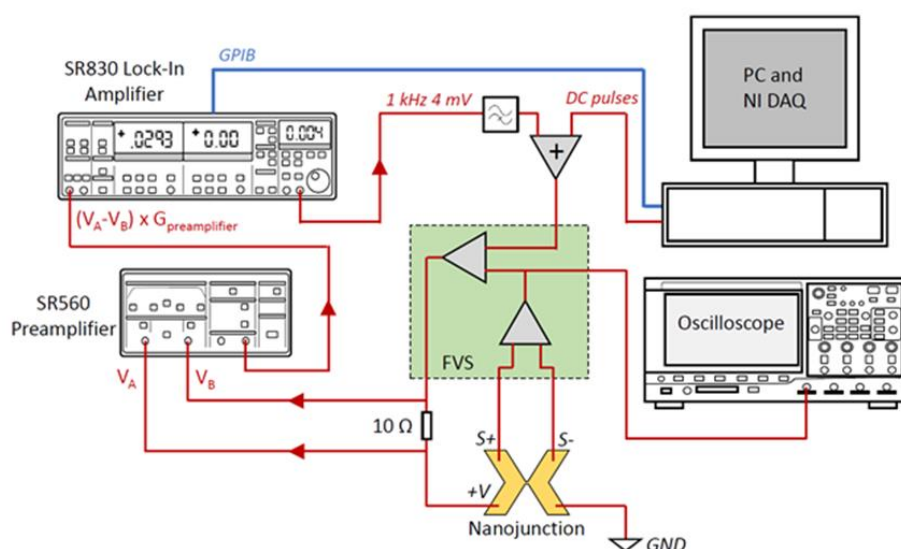 GPIB
SR830 Lock-In
Amplifier
1 kHz 4 mV
DC pulses
PC and
NI DAQ
+.0293
+0.00
0.004
+
(VA-VB) x Gpreamplifier
SR560
Preamplifier
Oscilloscope
FVS
VA
VB
10 Ω
S+
S-
+V
Nanojunction
GND